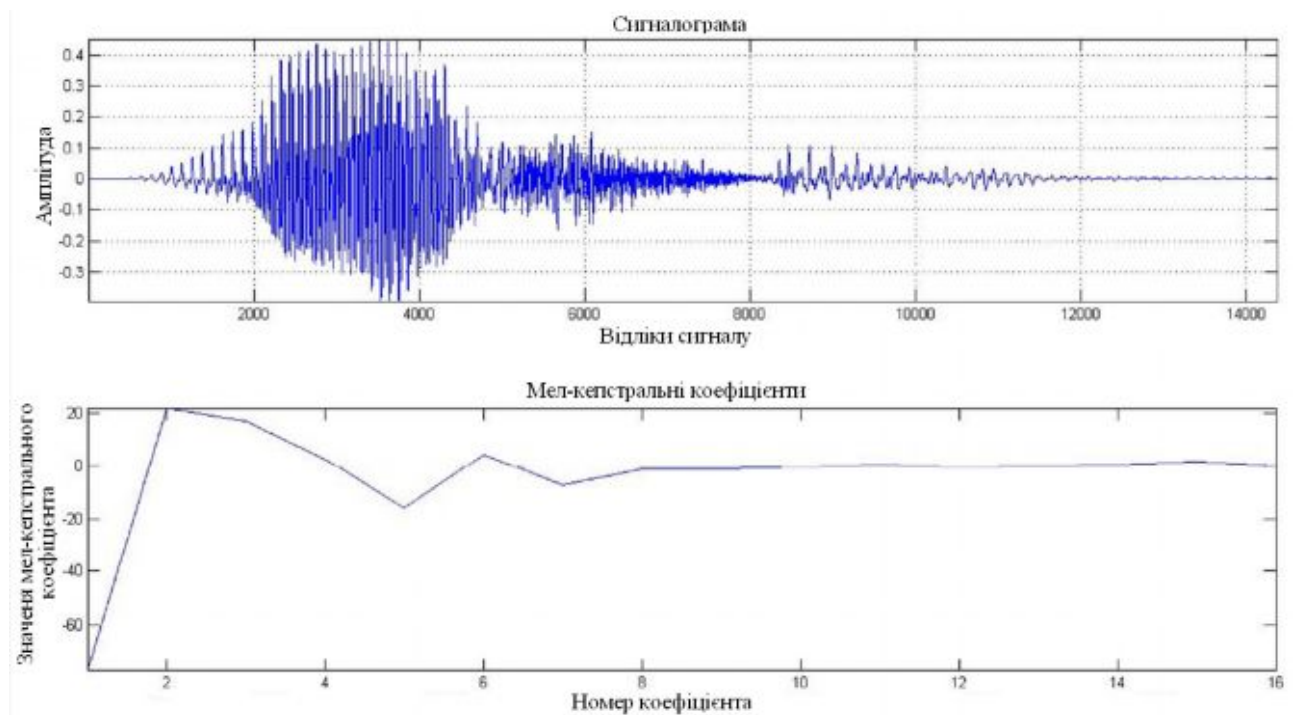 Сигналограма
0.4
0.3
0.2
0.1
0
-0.1
-0.2
-0.3
Амплітуда
2000 4000 6000 8000 10000 12000 14000
Відліки сигналу
Мел-кепстральні коефіцієнти
20
0
-20
-40
-60
Значеня мел-кепстрального
коефіцієнта
2 4 6 8 10 12 14 16
Номер коефіцієнта